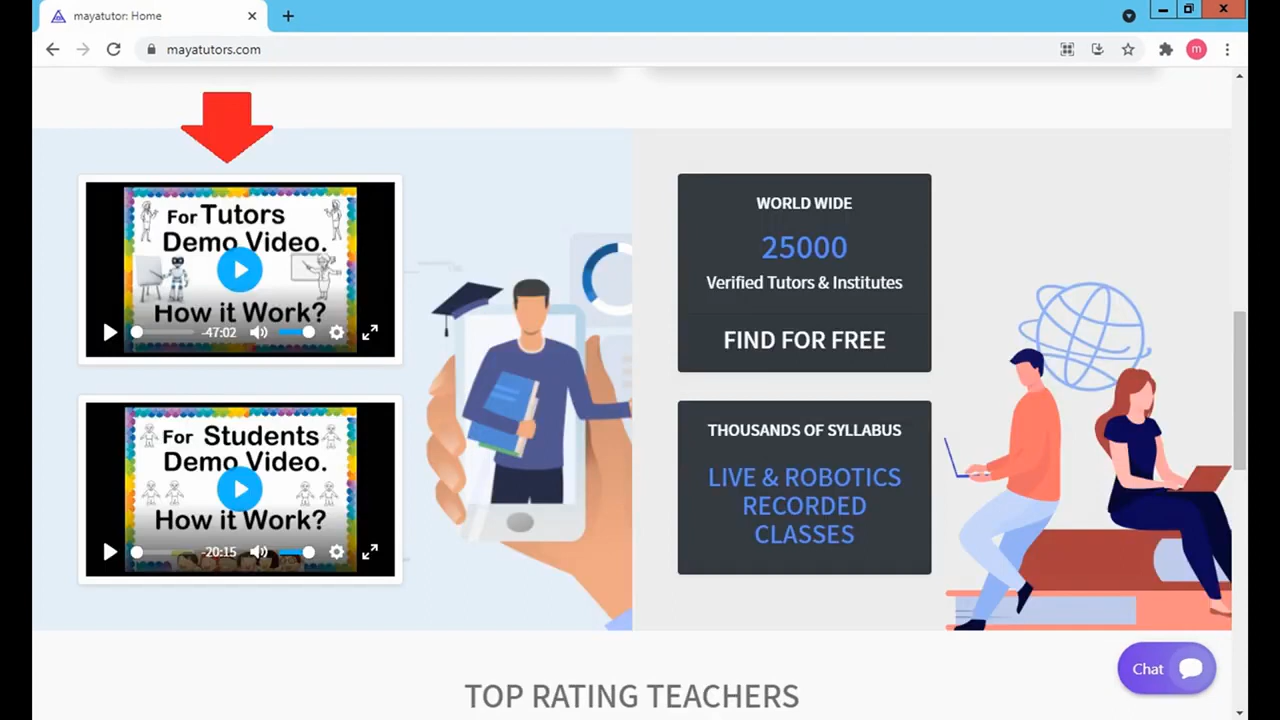 mayatutor: Home
mayatutors.com
m
For Tutors
Demo Video.
How it Work?
-47:02
For Students
Demo Video.
How it Work?
-20:15
WORLD WIDE
25000
Verified Tutors & Institutes
FIND FOR FREE
THOUSANDS OF SYLLABUS
LIVE & ROBOTICS
RECORDED
CLASSES
Chat
TOP RATING TEACHERS